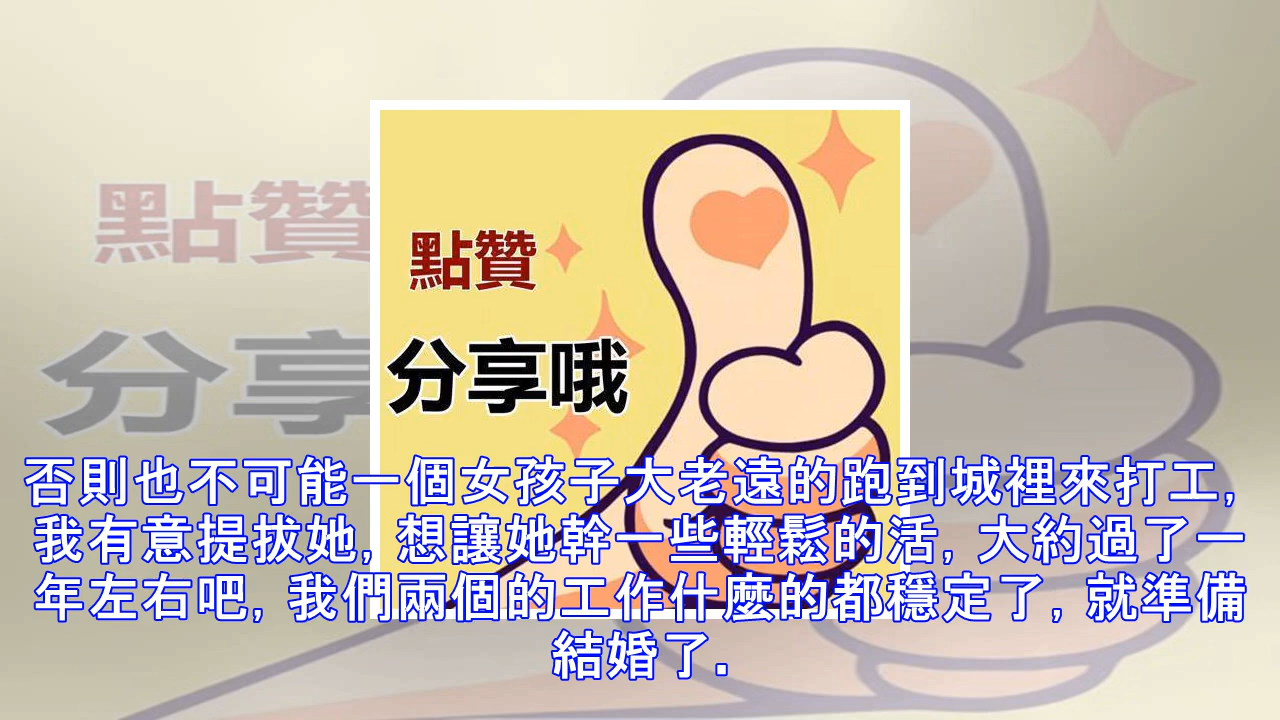 點贊
分享哦
點贊
分享
否則也不可能一個女孩子大老遠的跑到城裡來打工,
我有意提拔她, 想讓她幹一些輕鬆的活, 大約過了一
年左右吧, 我們兩個的工作什麼的都穩定了, 就準備
結婚了.